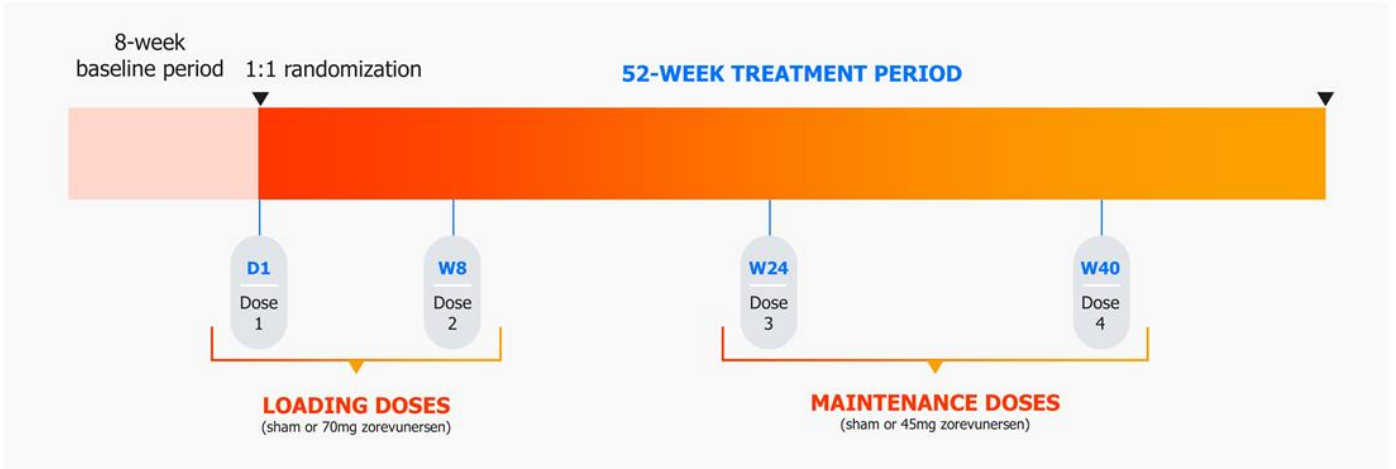 8-week
baseline period
1:1 randomization
52-WEEK TREATMENT PERIOD
D1
Dose
1
W8
Dose
2
W24
Dose
3
W40
Dose
4
LOADING DOSES
(sham or 70mg zorevunersen)
MAINTENANCE DOSES
(sham or 45mg zorevunersen)